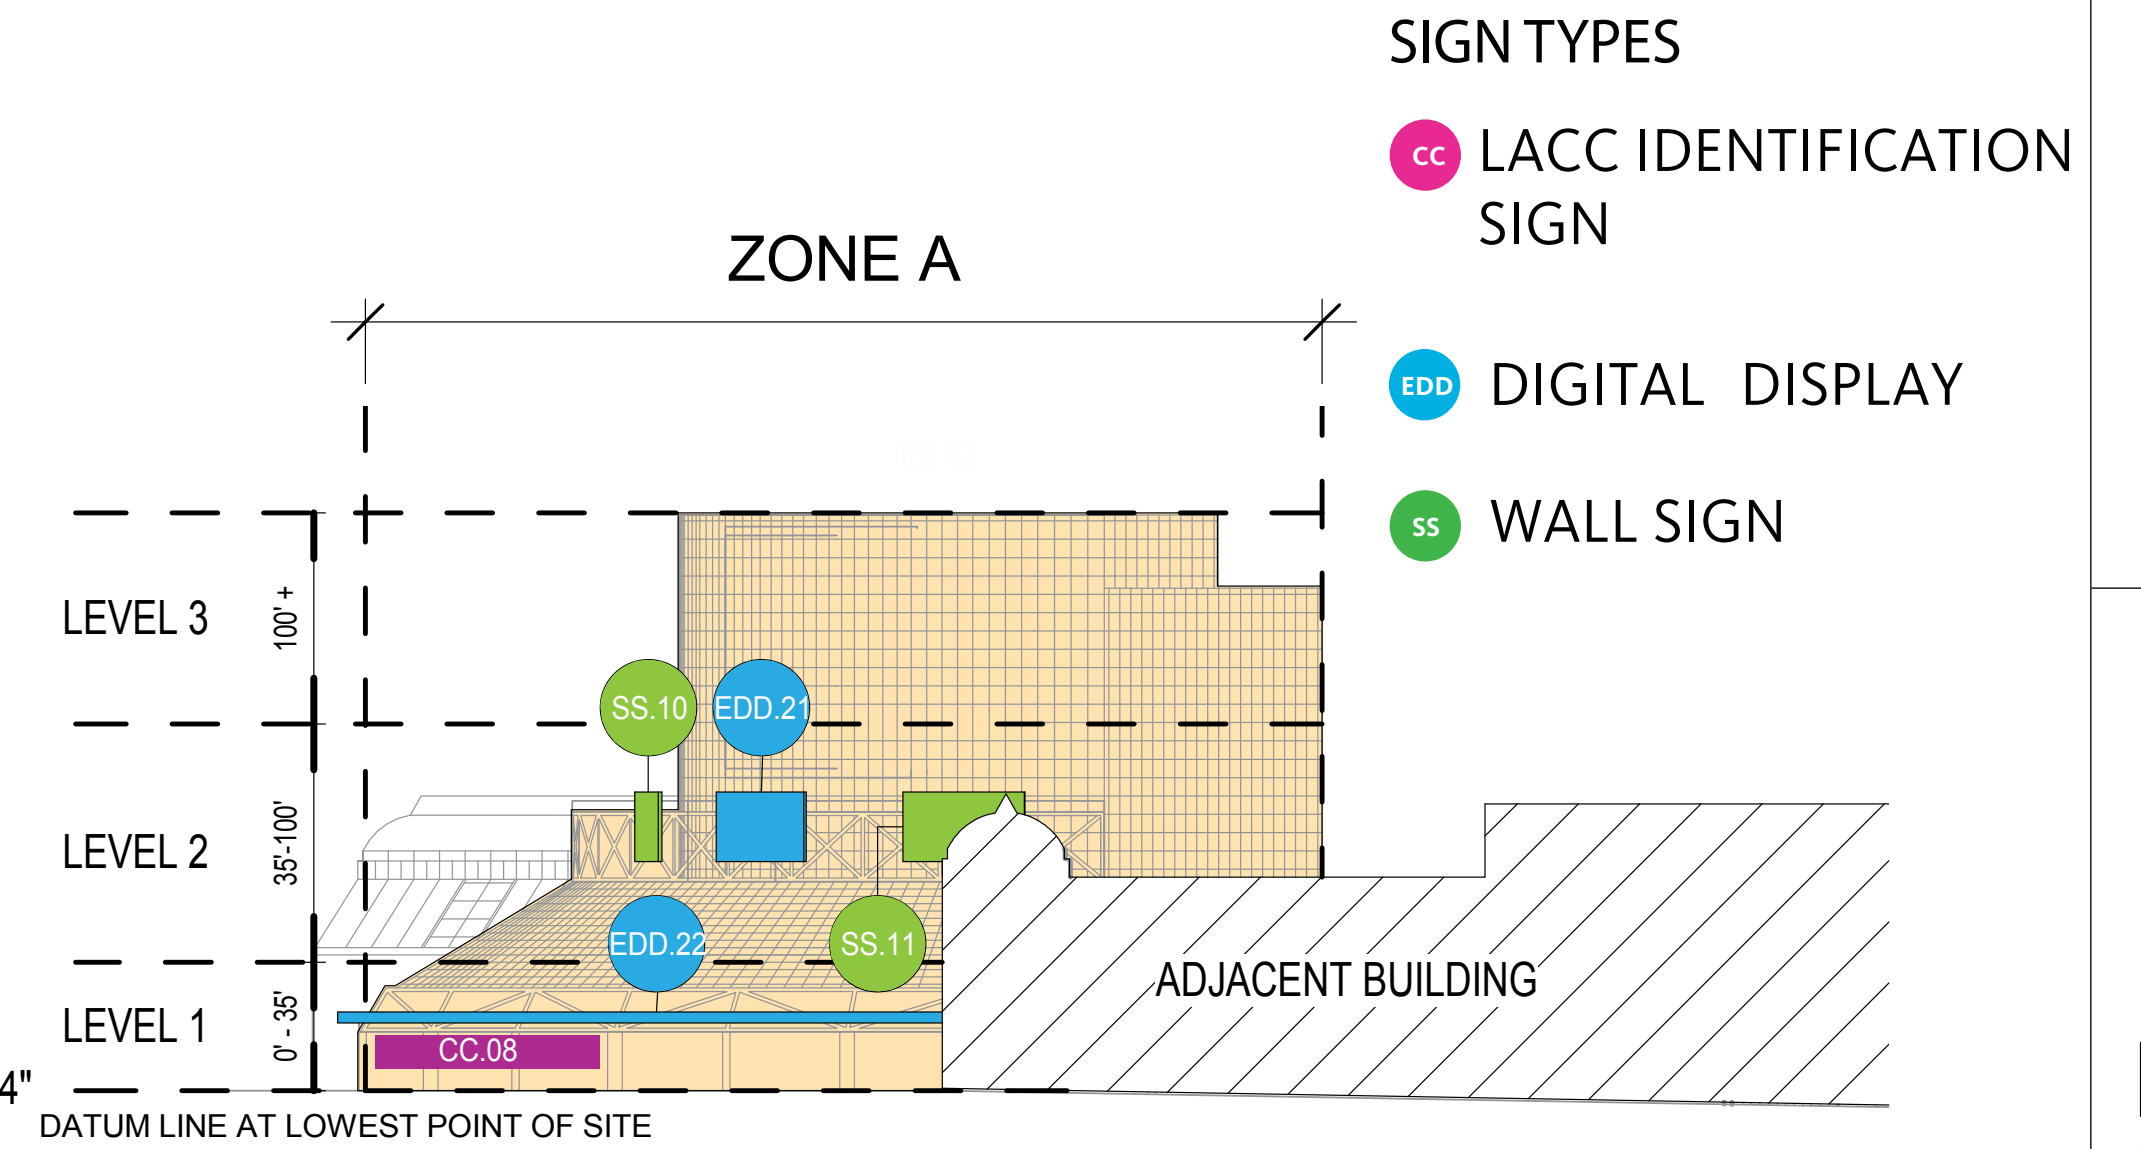 SIGN TYPES
CC LACC IDENTIFICATION
SIGN
EDD DIGITAL DISPLAY
SS WALL SIGN
ZONE A
LEVEL 3
100' +
SS.10
EDD.21
LEVEL 2
35'-100'
EDD.22
SS.11
ADJACENT BUILDING
LEVEL 1
0' - 35'
CC.08
4"
DATUM LINE AT LOWEST POINT OF SITE